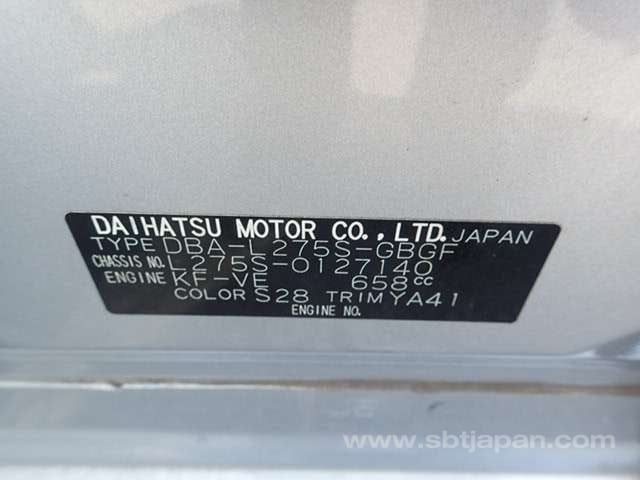 DAIHATSU MOTOR CO., LTD. JAPAN
TYPE DBA-L275S-GBGF
CHASSIS NO. L275S-0127140
ENGINE KF-VE 658cc
COLOR S28 TRIM YA41
ENGINE NO.
www.sbtjapan.com